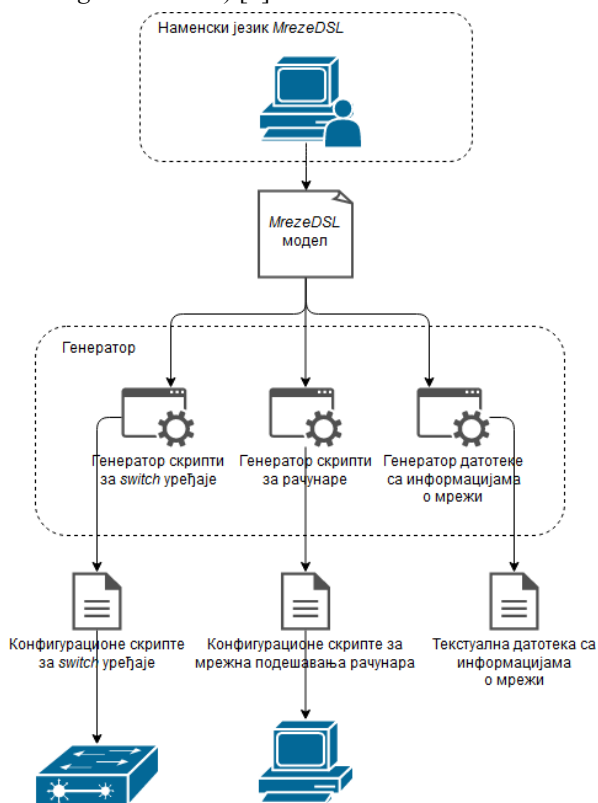 Наменски језик MrezeDSL
MrezeDSL
модел
Генератор
Генератор скрипти
за switch уређаје
Генератор скрипти
за рачунаре
Генератор датотеке
са информацијама
о мрежи
Конфигурационе скрипте
за switch уређаје
Конфигурационе скрипте за
мрежна подешавања рачунара
Текстуална датотека са
информацијама
о мрежи